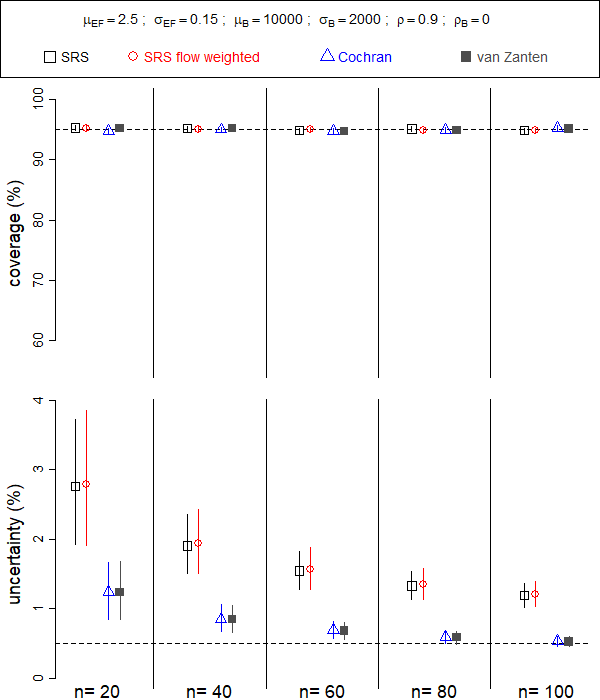 μEF = 2.5 ; σEF = 0.15 ; μB = 10000 ; σB = 2000 ; ρ = 0.9 ; ρB = 0
SRS SRS flow weighted Cochran van Zanten
100
90
80
70
60
coverage (%)
4
3
2
1
0
uncertainty (%)
n= 20 n= 40 n= 60 n= 80 n= 100